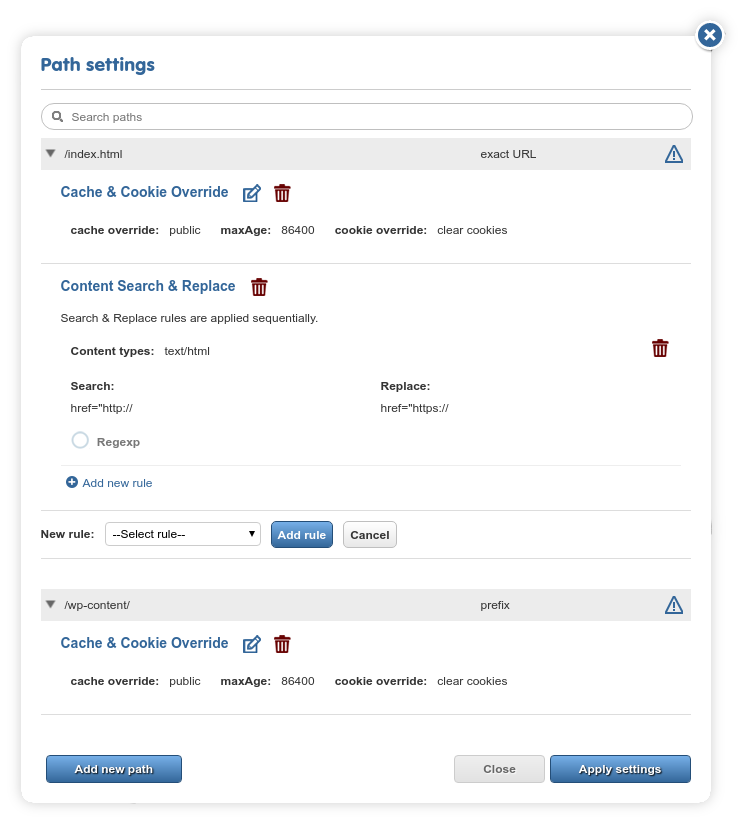 Path settings
Search paths
/index.html exact URL
Cache & Cookie Override
cache override: public maxAge: 86400 cookie override: clear cookies
Content Search & Replace
Search & Replace rules are applied sequentially.
Content types: text/html
Search: Replace:
href="http:// href="https://
Regexp
Add new rule
New rule: --Select rule-- Add rule Cancel
/wp-content/ prefix
Cache & Cookie Override
cache override: public maxAge: 86400 cookie override: clear cookies
Add new path Close Apply settings